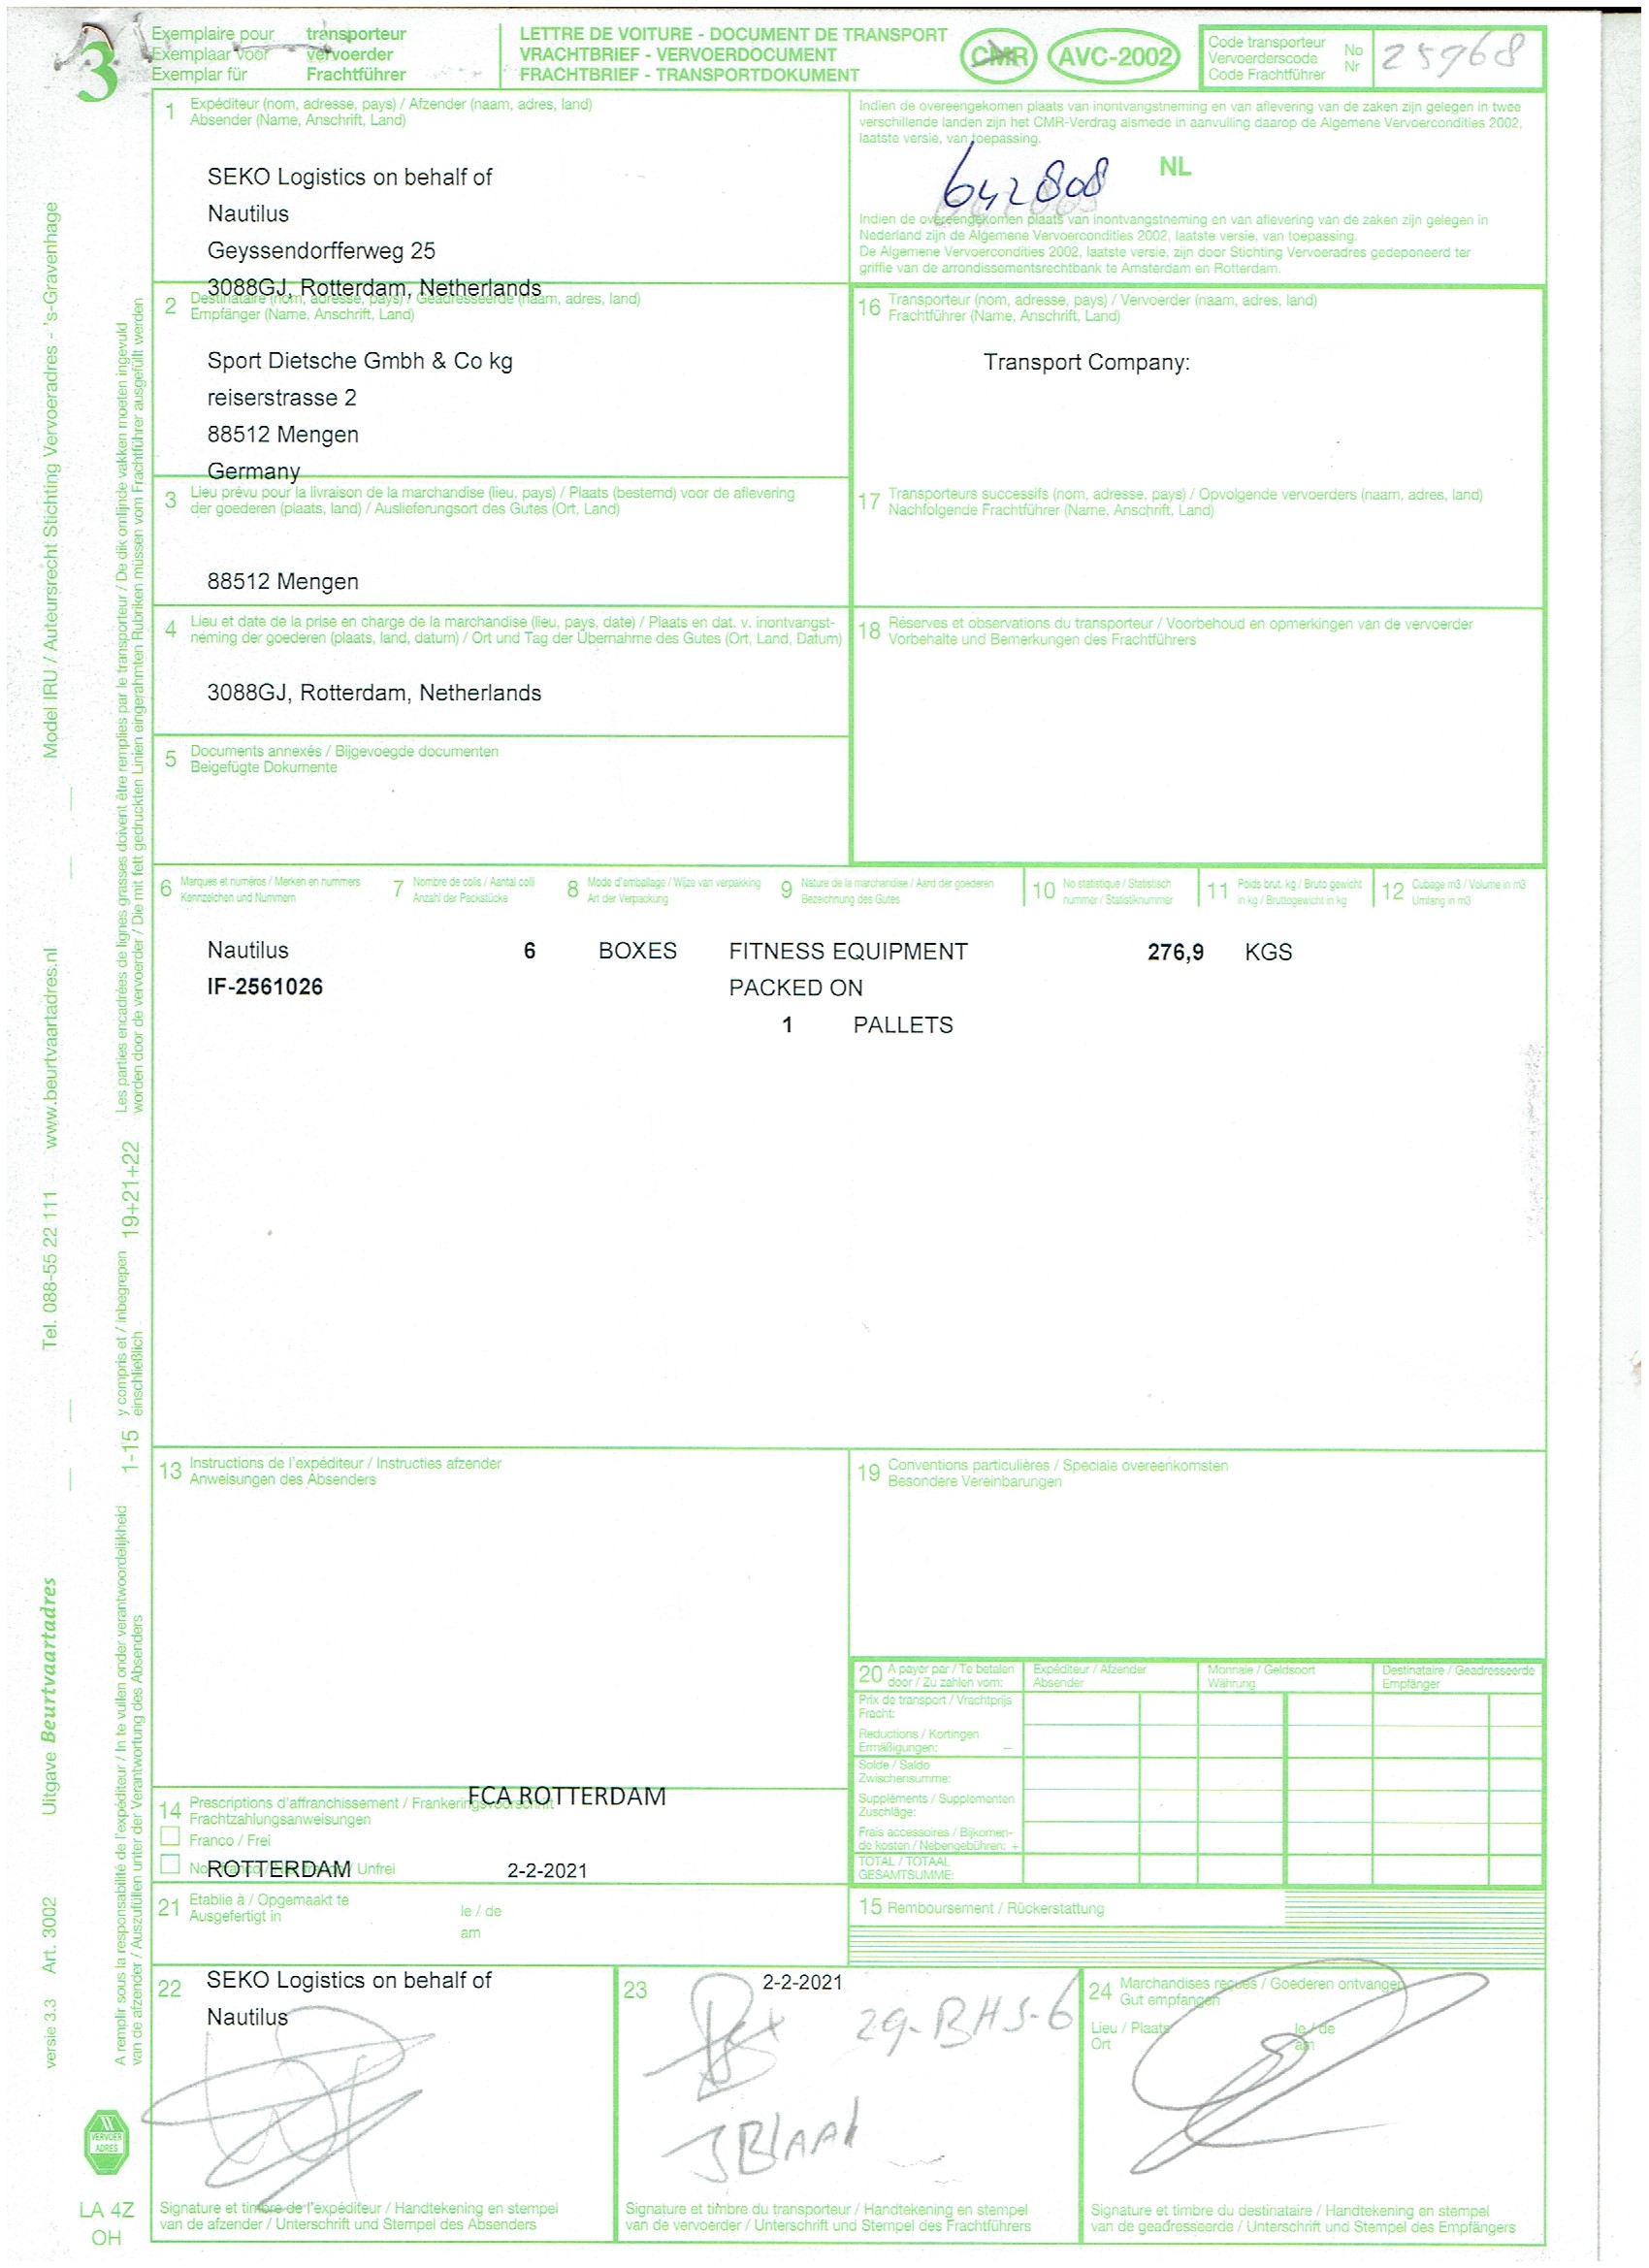 3
Exemplaire pour transporteur
Exemplaar voor vervoerder
Exemplar für Frachtführer
LETTRE DE VOITURE - DOCUMENT DE TRANSPORT
VRACHTBRIEF - VERVOERDOCUMENT
FRACHTBRIEF - TRANSPORTDOKUMENT
CMR
AVC-2002
Code transporteur
Vervoerderscode
Code Frachtführer
No
Nr
25968
1 Expéditeur (nom, adresse, pays) / Afzender (naam, adres, land)
Absender (Name, Anschrift, Land)
SEKO Logistics on behalf of
Nautilus
Geyssendorfferweg 25
3088GJ, Rotterdam, Netherlands
Indien de overeengekomen plaats van inontvangstneming en van aflevering van de zaken zijn gelegen in twee
verschillende landen zijn het CMR-Verdrag alsmede in aanvulling daarop de Algemene Vervoercondities 2002,
laatste versie, van toepassing.
642808
NL
Indien de overeengekomen plaats van inontvangstneming en van aflevering van de zaken zijn gelegen in
Nederland zijn de Algemene Vervoercondities 2002, laatste versie, van toepassing.
De Algemene Vervoercondities 2002, laatste versie, zijn door Stichting Vervoeradres gedeponeerd ter
griffie van de arrondissementsrechtbank te Amsterdam en Rotterdam.
2 Destinataire (nom, adresse, pays) / Geadresseerde (naam, adres, land)
Empfänger (Name, Anschrift, Land)
Sport Dietsche Gmbh & Co kg
reiserstrasse 2
88512 Mengen
Germany
16 Transporteur (nom, adresse, pays) / Vervoerder (naam, adres, land)
Frachtführer (Name, Anschrift, Land)
Transport Company:
3 Lieu prévu pour la livraison de la marchandise (lieu, pays) / Plaats (bestemd) voor de aflevering
der goederen (plaats, land) / Auslieferungsort des Gutes (Ort, Land)
88512 Mengen
17 Transporteurs successifs (nom, adresse, pays) / Opvolgende vervoerders (naam, adres, land)
Nachfolgende Frachtführer (Name, Anschrift, Land)
4 Lieu et date de la prise en charge de la marchandise (lieu, pays, date) / Plaats en dat. v. inontvangst-
neming der goederen (plaats, land, datum) / Ort und Tag der Übernahme des Gutes (Ort, Land, Datum)
3088GJ, Rotterdam, Netherlands
18 Réserves et observations du transporteur / Voorbehoud en opmerkingen van de vervoerder
Vorbehalte und Bemerkungen des Frachtführers
5 Documents annexés / Bijgevoegde documenten
Beigefügte Dokumente
6 Marques et numéros / Merken en nummers
Kennzeichen und Nummern
7 Nombre de colis / Aantal colli
Anzahl der Packstücke
8 Mode d'emballage / Wijze van verpakking
Art der Verpackung
9 Nature de la marchandise / Aard der goederen
Bezeichnung des Gutes
10 No statistique / Statistisch
nummer / Statistiknummer
11 Poids brut. kg / Bruto gewicht
in kg / Bruttogewicht in kg
12 Cubage m3 / Volume in m3
Umfang in m3
Nautilus 6 BOXES FITNESS EQUIPMENT 276,9 KGS
IF-2561026 PACKED ON
1 PALLETS
13 Instructions de l'expéditeur / Instructies afzender
Anweisungen des Absenders
19 Conventions particulières / Speciale overeenkomsten
Besondere Vereinbarungen
20 A payer par / Te betalen
door / Zu zahlen vom:
Expéditeur / Afzender
Absender
Monnaie / Geldsoort
Währung
Destinataire / Geadresseerde
Empfänger
Prix de transport / Vrachtprijs
Fracht:
Reductions / Kortingen
Ermäßigungen: –
Solde / Saldo
Zwischensumme:
Suppléments / Supplementen
Zuschläge:
Frais accessoires / Bijkomen-
de kosten / Nebengebühren: +
TOTAL / TOTAAL
GESAMTSUMME:
FCA ROTTERDAM
14 Prescriptions d'affranchissement / Frankeringsvoorschrift
Frachtzahlungsanweisungen
Franco / Frei
/ Unfrei
ROTTERDAM 2-2-2021
21 Etablie à / Opgemaakt te
Ausgefertigt in
le / de
am
15 Remboursement / Rückerstattung
22 SEKO Logistics on behalf of
Nautilus
Signature et timbre de l'expéditeur / Handtekening en stempel
van de afzender / Unterschrift und Stempel des Absenders
23 2-2-2021
29-BHS-6
JBlaak
Signature et timbre du transporteur / Handtekening en stempel
van de vervoerder / Unterschrift und Stempel des Frachtführers
24 Marchandises reçues / Goederen ontvangen
Gut empfangen
Lieu / Plaats
Ort
le / de
am
Signature et timbre du destinataire / Handtekening en stempel
van de geadresseerde / Unterschrift und Stempel des Empfängers
Model IRU / Auteursrecht Stichting Vervoeradres - 's-Gravenhage
www.beurtvaartadres.nl
Tel. 088-55 22 111
Uitgave Beurtvaartadres
Art. 3002
versie 3.3
Les parties encadrées de lignes grasses doivent être remplies par le transporteur / De dik omlijnde vakken moeten ingevuld
worden door de vervoerder / Die mit fett gedruckten Linien eingerahmten Rubriken müssen vom Frachtführer ausgefüllt werden
19+21+22
y compris et / inbegrepen
einschließlich
1-15
A remplir sous la responsabilité de l'expéditeur / In te vullen onder verantwoordelijkheid
van de afzender / Auszufüllen unter der Verantwortung des Absenders
VERVOER
ADRES
LA 4Z
OH